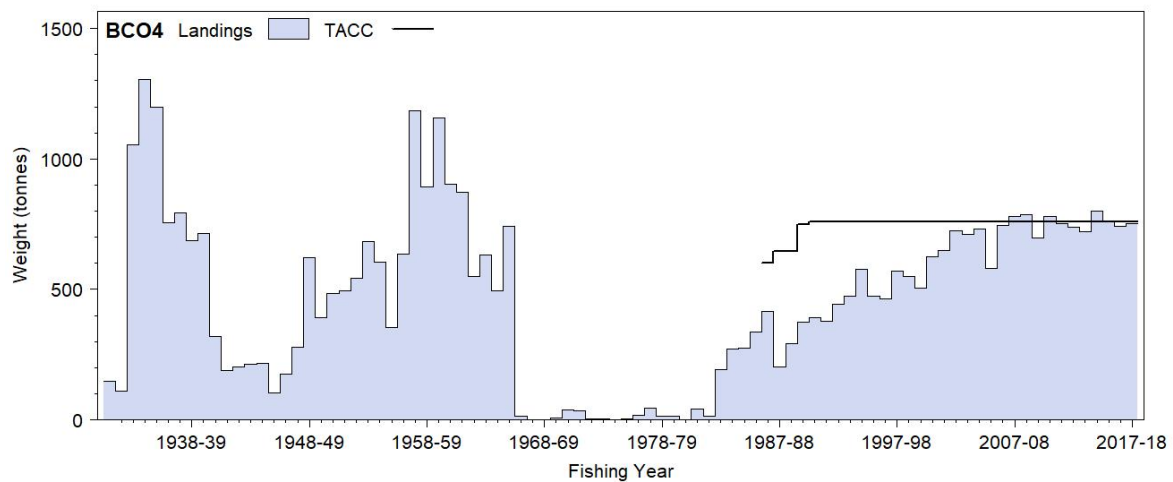 BCO4 Landings TACC
1500
1000
500
0
Weight (tonnes)
1938-39 1948-49 1958-59 1968-69 1978-79 1987-88 1997-98 2007-08 2017-18
Fishing Year